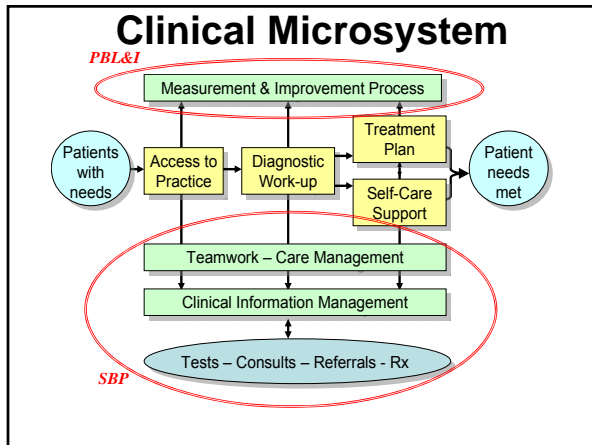 Clinical Microsystem
PBL&I
Measurement & Improvement Process
Patients
with
needs
Access to
Practice
Diagnostic
Work-up
Treatment
Plan
Self-Care
Support
Patient
needs
met
Teamwork – Care Management
Clinical Information Management
Tests – Consults – Referrals - Rx
SBP